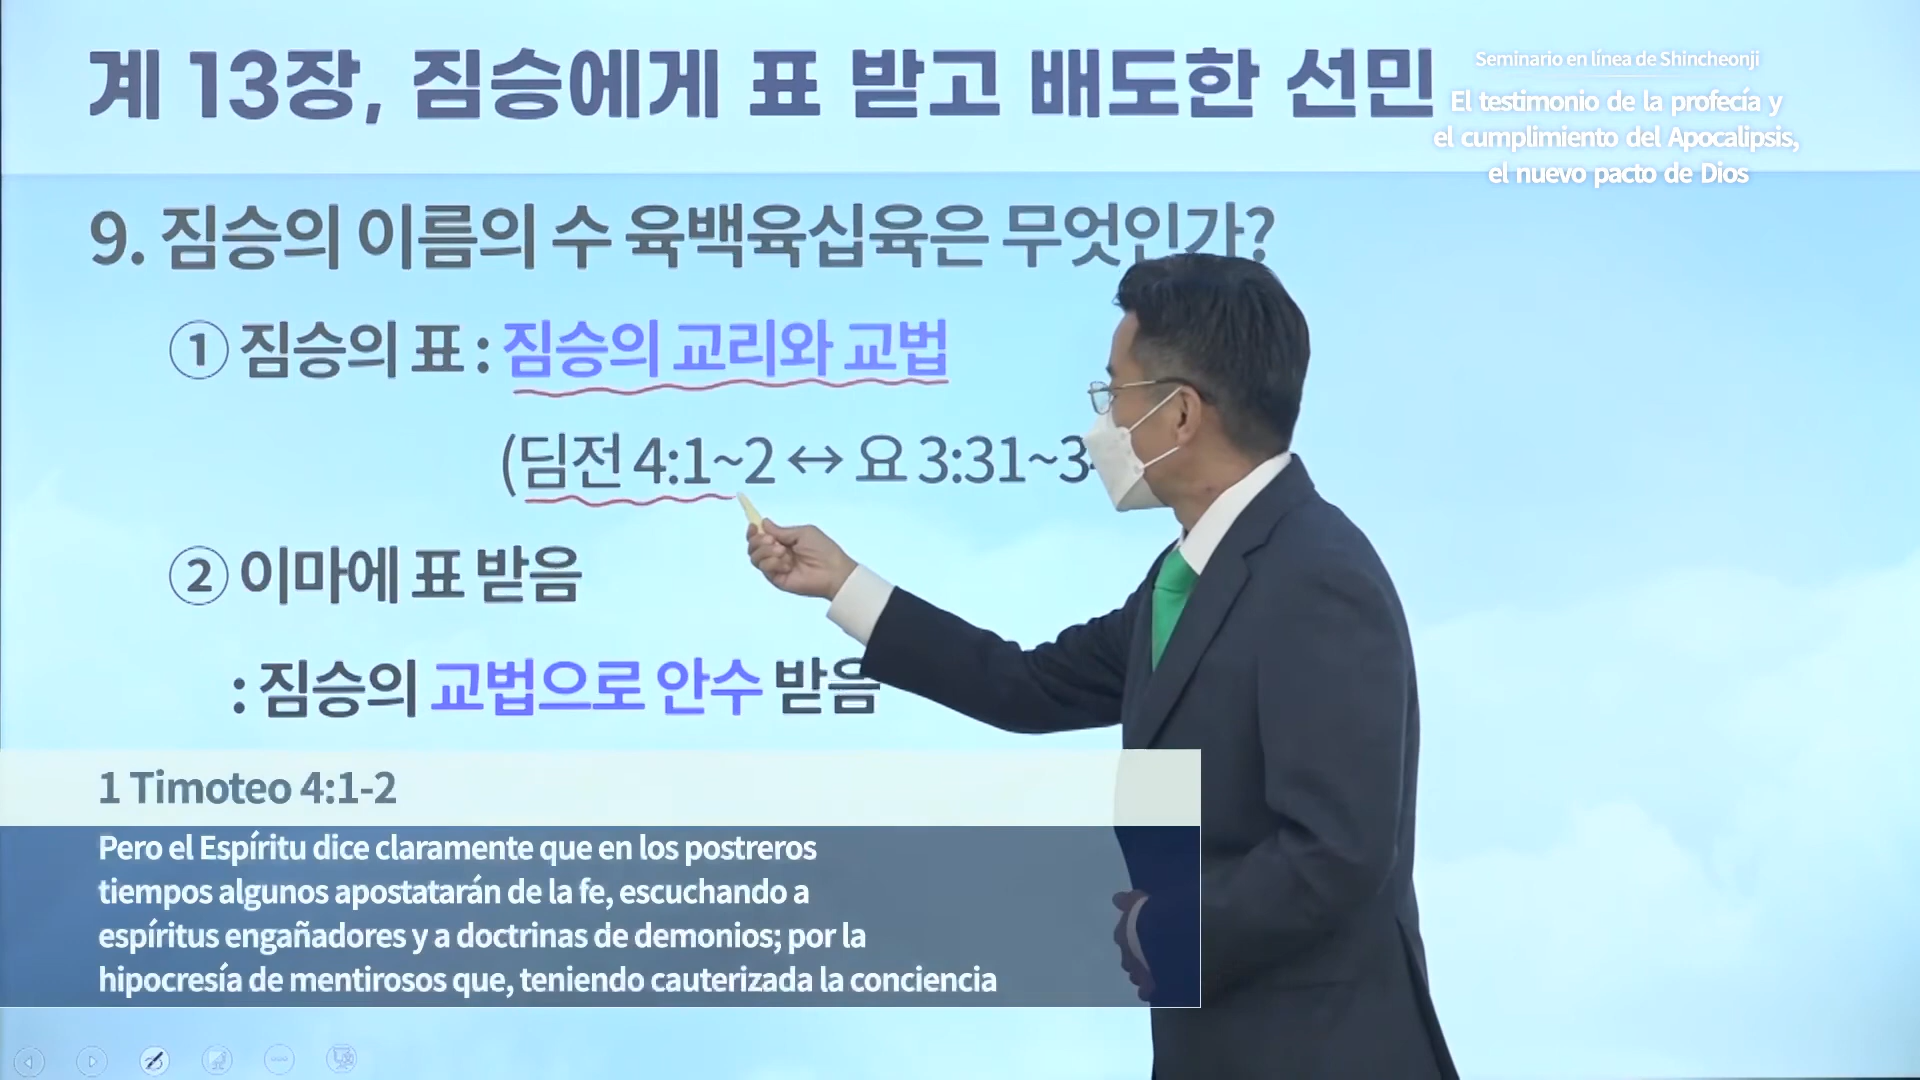 계 13장, 짐승에게 표 받고 배도한 선민
Seminario en línea de Shincheonji
El testimonio de la profecía y
el cumplimiento del Apocalipsis,
el nuevo pacto de Dios
9. 짐승의 이름의 수 육백육십육은 무엇인가?
① 짐승의 표 : 짐승의 교리와 교법
(딤전 4:1~2 ↔ 요 3:31~3
② 이마에 표 받음
: 짐승의 교법으로 안수 받음
1 Timoteo 4:1-2
Pero el Espíritu dice claramente que en los postreros
tiempos algunos apostatarán de la fe, escuchando a
espíritus engañadores y a doctrinas de demonios; por la
hipocresía de mentirosos que, teniendo cauterizada la conciencia